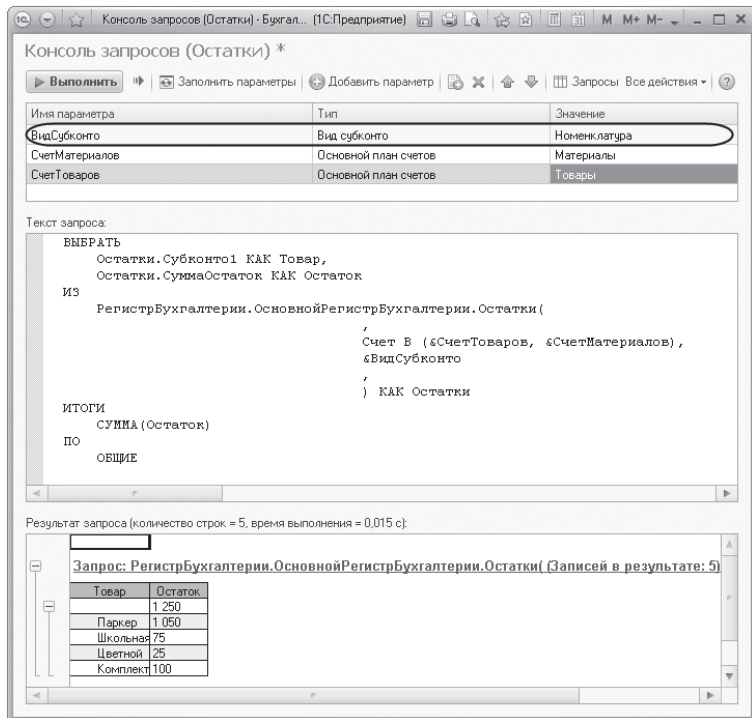 Консоль запросов (Остатки) - Бухгал... (1С:Предприятие) M M+ M-
Консоль запросов (Остатки) *
Выполнить Заполнить параметры Добавить параметр Запросы Все действия ?
Имя параметра Тип Значение
ВидСубконто Вид субконто Номенклатура
СчетМатериалов Основной план счетов Материалы
СчетТоваров Основной план счетов Товары
Текст запроса:
ВЫБРАТЬ
Остатки.Субконто1 КАК Товар,
Остатки.СуммаОстаток КАК Остаток
ИЗ
РегистрБухгалтерии.ОсновнойРегистрБухгалтерии.Остатки(
,
Счет В (&СчетТоваров, &СчетМатериалов),
&ВидСубконто
,
) КАК Остатки
ИТОГИ
СУММА(Остаток)
ПО
ОБЩИЕ
Результат запроса (количество строк = 5, время выполнения = 0,015 с):
Запрос: РегистрБухгалтерии.ОсновнойРегистрБухгалтерии.Остатки( (Записей в результате: 5)
Товар Остаток
1 250
Паркер 1 050
Школьная 75
Цветной 25
Комплект 100